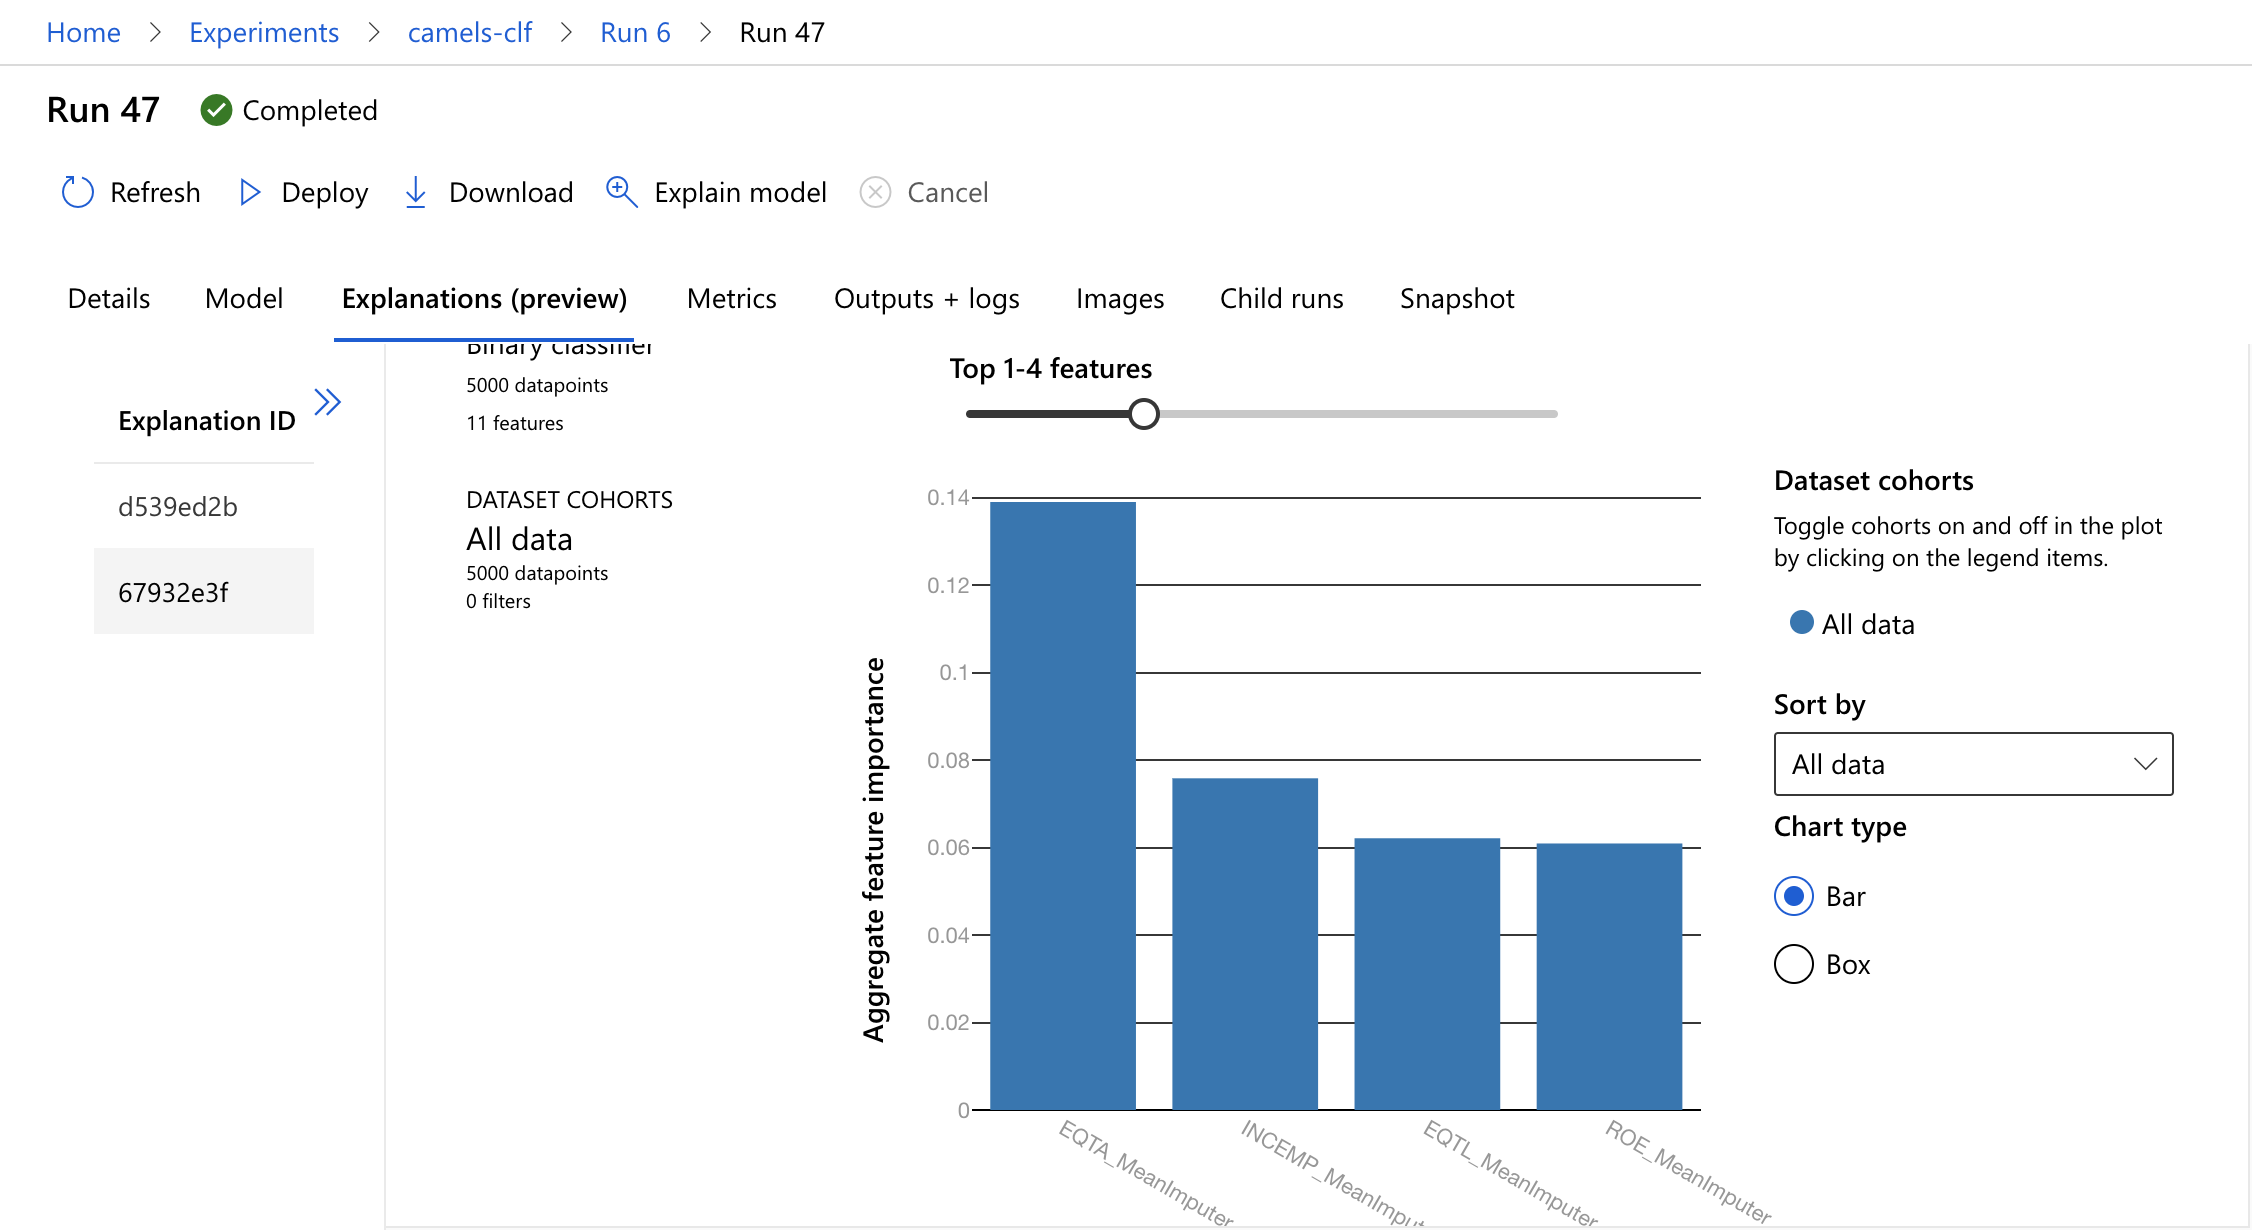 Home > Experiments > camels-clf > Run 6 > Run 47
Run 47 Completed
Refresh Deploy Download Explain model Cancel
Details Model Explanations (preview) Metrics Outputs + logs Images Child runs Snapshot
Explanation ID
d539ed2b
67932e3f
Binary classifier
5000 datapoints
11 features
DATASET COHORTS
All data
5000 datapoints
0 filters
Top 1-4 features
Aggregate feature importance
0.14
0.12
0.1
0.08
0.06
0.04
0.02
0
EQTA_MeanImputer
INCEMP_MeanImput
EQTL_MeanImputer
ROE_MeanImputer
Dataset cohorts
Toggle cohorts on and off in the plot
by clicking on the legend items.
All data
Sort by
All data
Chart type
Bar
Box